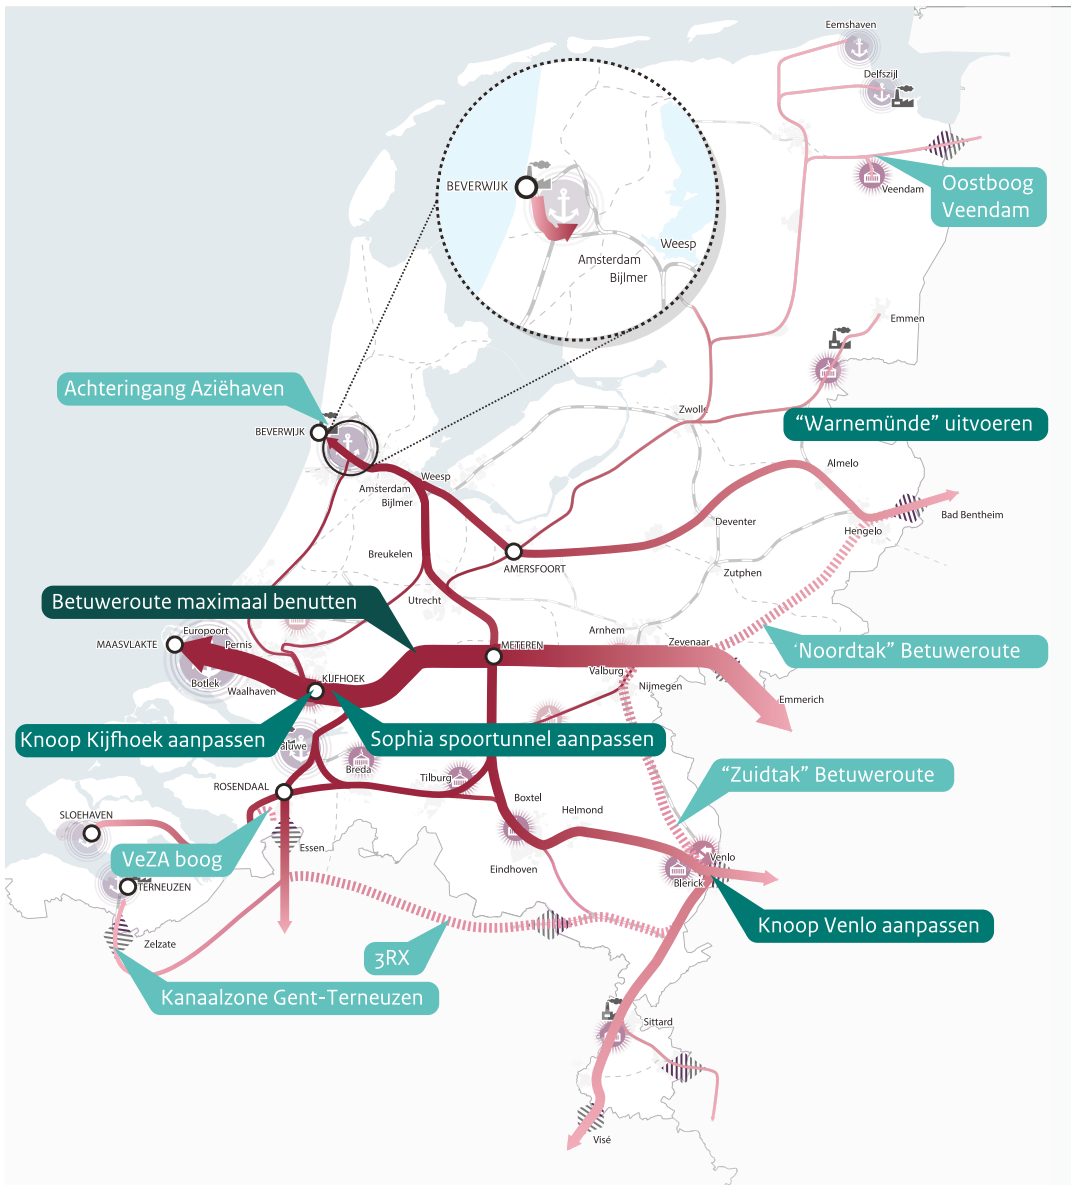 Eemshaven
Delfszijl
Veendam
Oostboog
Veendam
BEVERWIJK
Weesp
Amsterdam
Bijlmer
Emmen
Achteringang Aziëhaven
Zwolle
"Warnemünde" uitvoeren
BEVERWIJK
Weesp
Amsterdam
Bijlmer
Almelo
Bad Bentheim
Deventer
Hengelo
Breukelen
AMERSFOORT
Zutphen
Betuweroute maximaal benutten
Utrecht
Europoort
MAASVLAKTE
Pernis
Arnhem
Zevenaar
METEREN
‘Noordtak” Betuweroute
Botlek
Waalhaven
KIJFHOEK
Valburg
Nijmegen
Emmerich
Knoop Kijfhoek aanpassen
Sophia spoortunnel aanpassen
aluwe
Breda
Tilburg
"Zuidtak" Betuweroute
ROSENDAAL
Boxtel
Helmond
SLOEHAVEN
Essen
VeZA boog
Eindhoven
Venlo
Blerick
TERNEUZEN
Knoop Venlo aanpassen
Zelzate
3RX
Kanaalzone Gent-Terneuzen
Sittard
Visé